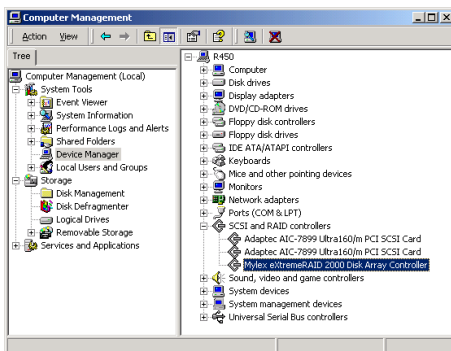 Computer Management
Action View
Tree
Computer Management (Local)
System Tools
Event Viewer
System Information
Performance Logs and Alerts
Shared Folders
Device Manager
Local Users and Groups
Storage
Disk Management
Disk Defragmenter
Logical Drives
Removable Storage
Services and Applications
R450
Computer
Disk drives
Display adapters
DVD/CD-ROM drives
Floppy disk controllers
Floppy disk drives
IDE ATA/ATAPI controllers
Keyboards
Mice and other pointing devices
Monitors
Network adapters
Ports (COM & LPT)
SCSI and RAID controllers
Adaptec AIC-7899 Ultra160/m PCI SCSI Card
Adaptec AIC-7899 Ultra160/m PCI SCSI Card
Mylex eXtremeRAID 2000 Disk Array Controller
Sound, video and game controllers
System devices
System management devices
Universal Serial Bus controllers